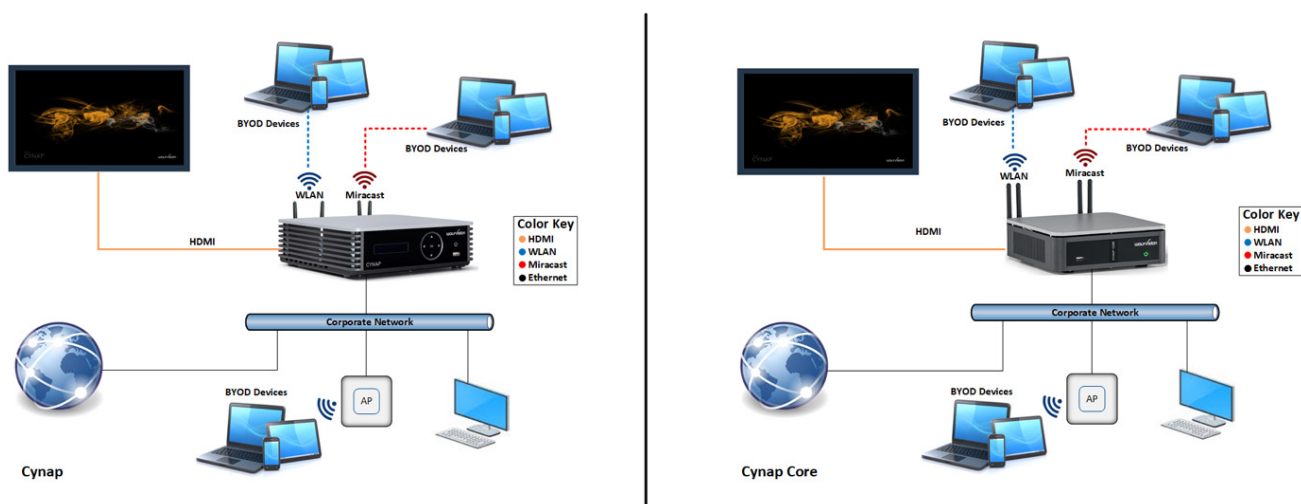 BYOD Devices
BYOD Devices
WLAN
Miracast
HDMI
CYNAP
Color Key
HDMI
WLAN
Miracast
Ethernet
Corporate Network
BYOD Devices
AP
Cynap
BYOD Devices
BYOD Devices
WLAN
Miracast
HDMI
Color Key
HDMI
WLAN
Miracast
Ethernet
Corporate Network
BYOD Devices
AP
Cynap Core